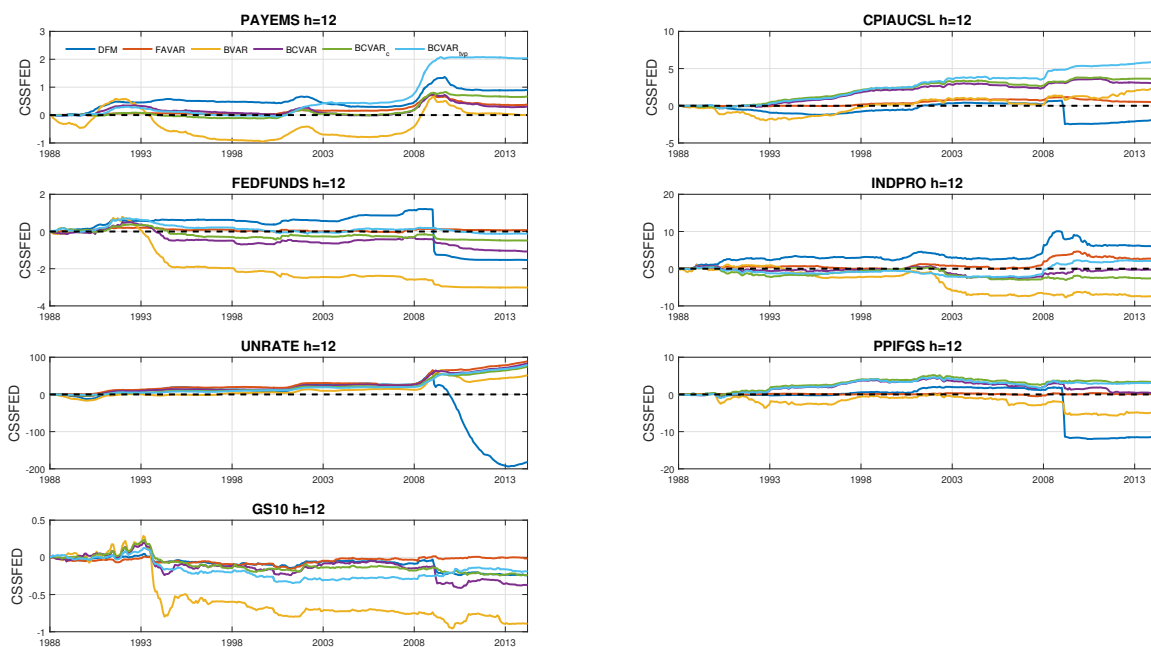 PAYEMS h=12
3
2
1
0
-1
CSSFED
DFM FAVAR BVAR BCVAR BCVAR_c BCVAR_tvp
1988 1993 1998 2003 2008 2013
CPIAUCSL h=12
10
5
0
-5
CSSFED
1988 1993 1998 2003 2008 2013
FEDFUNDS h=12
2
0
-2
-4
CSSFED
1988 1993 1998 2003 2008 2013
INDPRO h=12
20
10
0
-10
CSSFED
1988 1993 1998 2003 2008 2013
UNRATE h=12
100
0
-100
-200
CSSFED
1988 1993 1998 2003 2008 2013
PPIFGS h=12
10
0
-10
-20
CSSFED
1988 1993 1998 2003 2008 2013
GS10 h=12
0.5
0
-0.5
-1
CSSFED
1988 1993 1998 2003 2008 2013